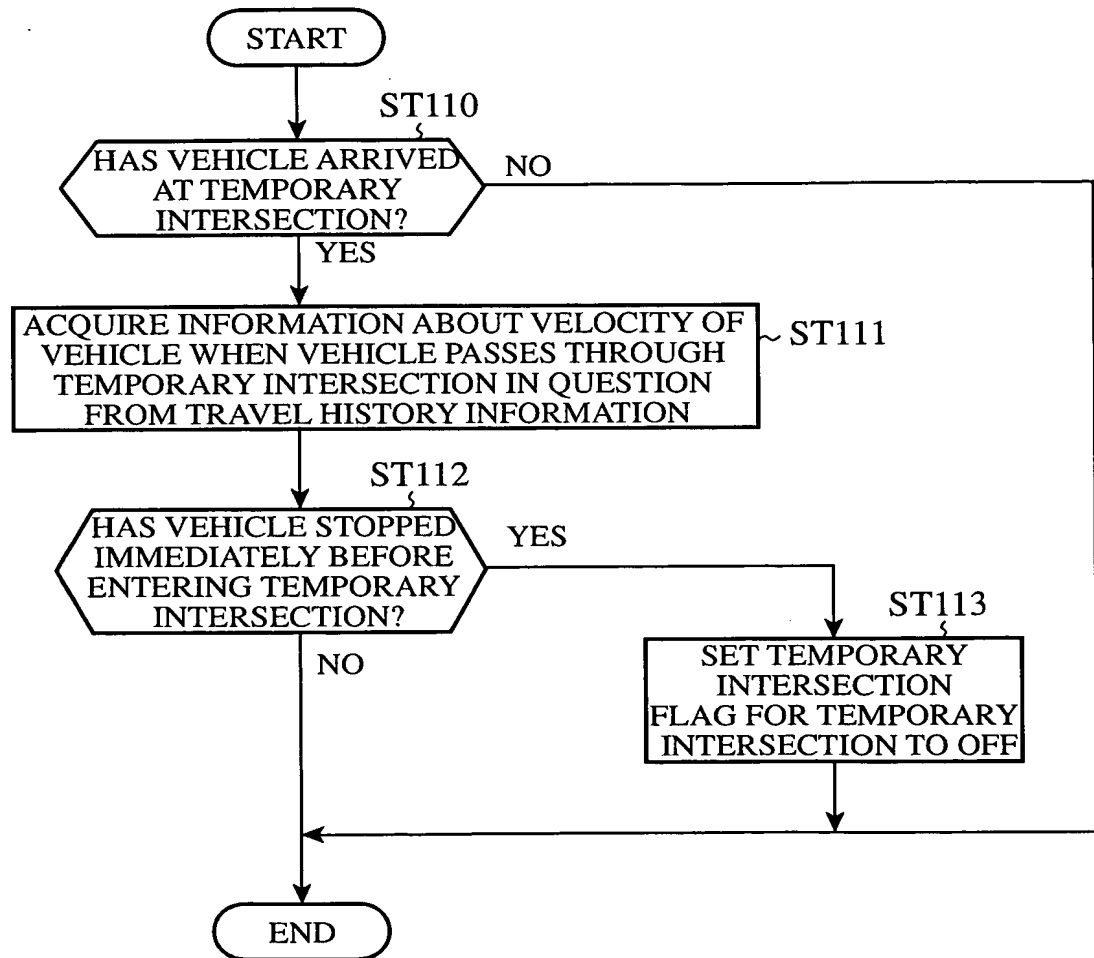 START
ST110
HAS VEHICLE ARRIVED
AT TEMPORARY
INTERSECTION?
NO
YES
ACQUIRE INFORMATION ABOUT VELOCITY OF
VEHICLE WHEN VEHICLE PASSES THROUGH
TEMPORARY INTERSECTION IN QUESTION
FROM TRAVEL HISTORY INFORMATION
ST111
ST112
HAS VEHICLE STOPPED
IMMEDIATELY BEFORE
ENTERING TEMPORARY
INTERSECTION?
YES
NO
ST113
SET TEMPORARY
INTERSECTION
FLAG FOR TEMPORARY
INTERSECTION TO OFF
END